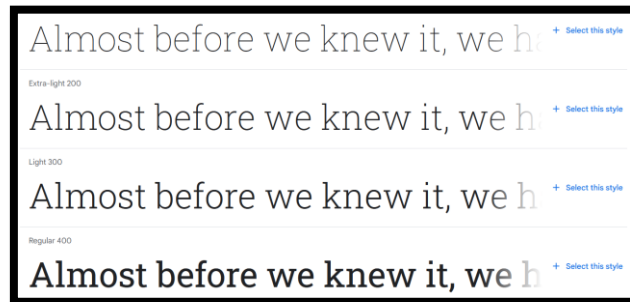 Almost before we knew it, we ha
+ Select this style
Extra-light 200
Almost before we knew it, we h
+ Select this style
Light 300
Almost before we knew it, we h
+ Select this style
Regular 400
Almost before we knew it, we h
+ Select this style